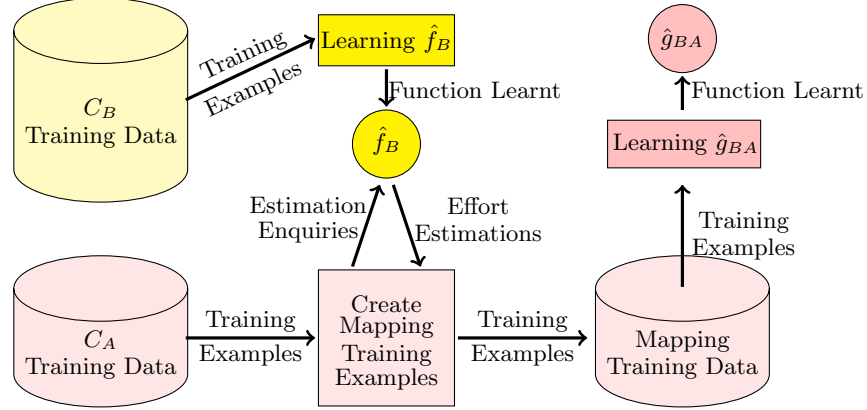 C_B
Training Data
Training
Examples
Learning f̂_B
Function Learnt
f̂_B
ĝ_BA
Function Learnt
Learning ĝ_BA
Estimation
Enquiries
Effort
Estimations
Training
Examples
C_A
Training Data
Training
Examples
Create
Mapping
Training
Examples
Training
Examples
Mapping
Training Data